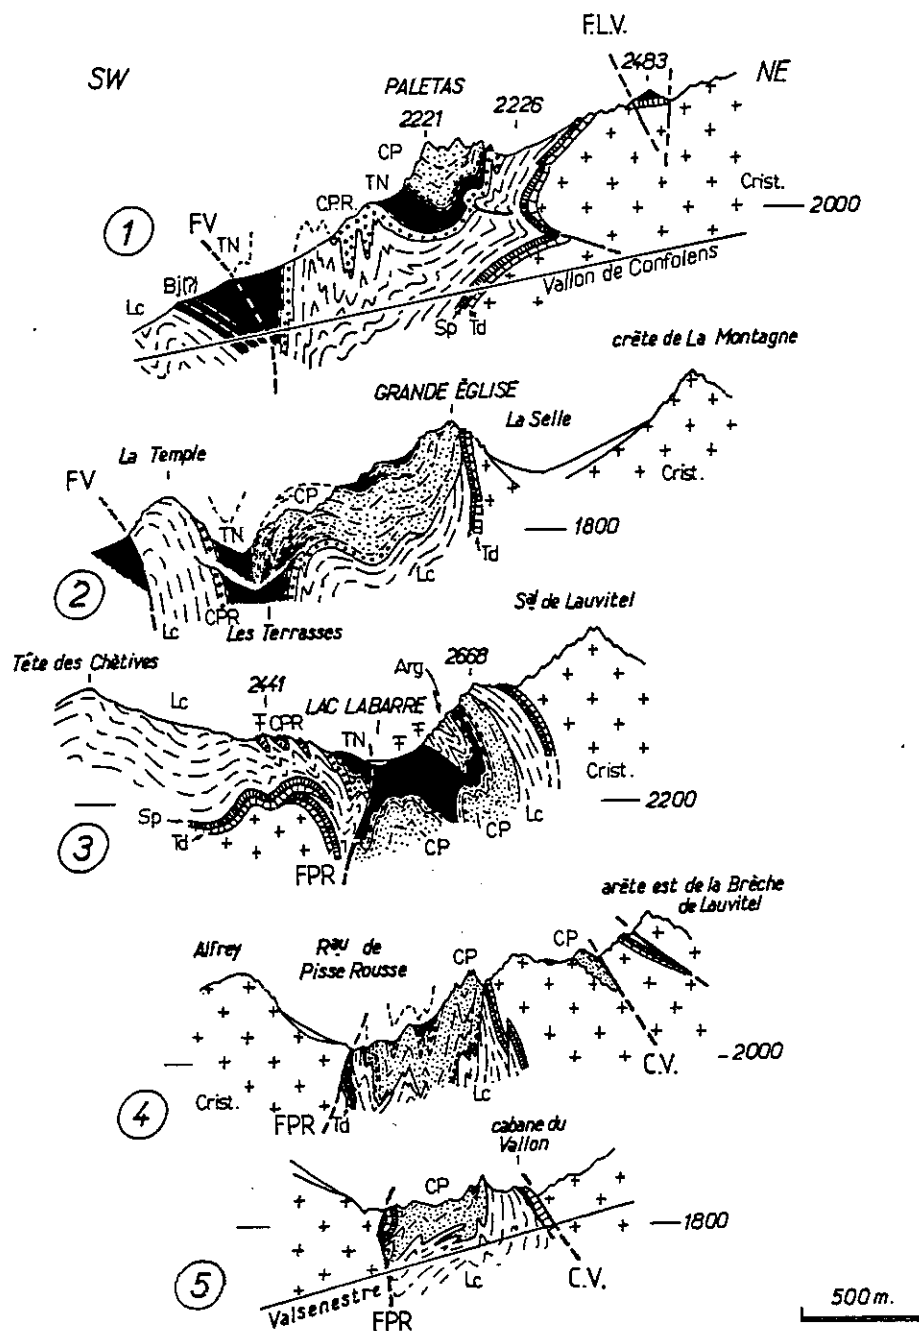 F.L.V.
SW
2483
NE
PALETAS
2221
2226
CP
TN
C.P.R.
Crist.
2000
1
FV
TN
Bj(?)
Lc
Vallon de Confolens
Sp
Td
crête de La Montagne
GRANDE ÉGLISE
La Selle
La Temple
FV
CP
TN
Crist.
1800
Td
2
Lc
CPR
Lc
Les Terrasses
Sal de Lauvitel
Tête des Chètives
Arg
2668
Lc
2441
CPR
LAC LABARRE
TN
Crist.
2200
Sp
Lc
CP
3
Td
CP
FPR
arête est de la Brêche
de Lauvitel
Alfrey
Rau de
Pisse Rousse
CP
CP
2000
C.V.
Crist.
Lc
4
FPR
Td
cabane du
Vallon
CP
1800
5
Lc
C.V.
Valsenestre
FPR
500 m.